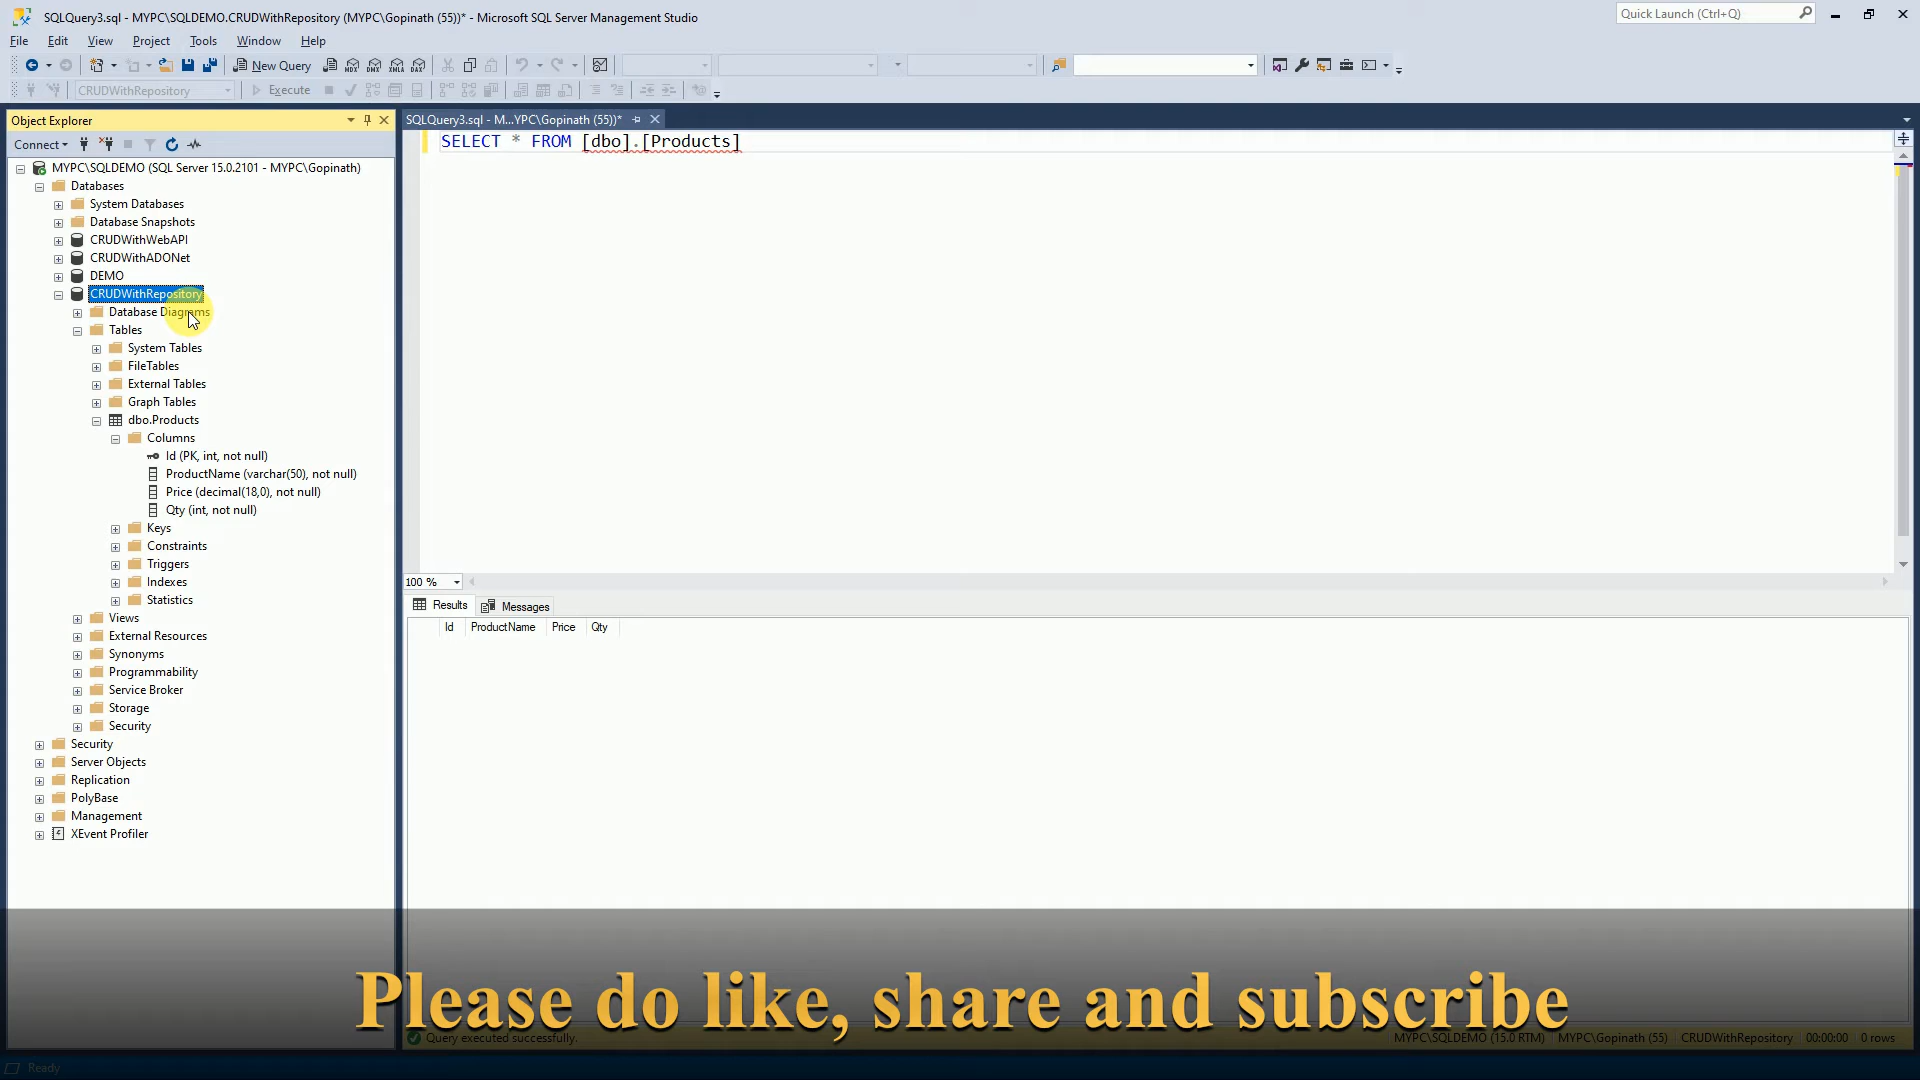 SQLQuery3.sql - MYPC\SQLDEMO.CRUDWithRepository (MYPC\Gopinath (55))* - Microsoft SQL Server Management Studio
Quick Launch (Ctrl+Q)
File Edit View Project Tools Window Help
New Query
MDX DMX XMLA DAX
CRUDWithRepository
Execute
Object Explorer
SQLQuery3.sql - M...YPC\Gopinath (55))*
Connect
SELECT * FROM [dbo].[Products]
MYPC\SQLDEMO (SQL Server 15.0.2101 - MYPC\Gopinath)
Databases
System Databases
Database Snapshots
CRUDWithWebAPI
CRUDWithADONet
DEMO
CRUDWithRepository
Database Diagrams
Tables
System Tables
FileTables
External Tables
Graph Tables
dbo.Products
Columns
Id (PK, int, not null)
ProductName (varchar(50), not null)
Price (decimal(18,0), not null)
Qty (int, not null)
Keys
Constraints
Triggers
Indexes
Statistics
Views
External Resources
Synonyms
Programmability
Service Broker
Storage
Security
Security
Server Objects
Replication
PolyBase
Management
XEvent Profiler
100 %
Results Messages
Id ProductName Price Qty
Please do like, share and subscribe
Query executed successfully.
MYPC\SQLDEMO (15.0 RTM) MYPC\Gopinath (55) CRUDWithRepository 00:00:00 0 rows
Ready